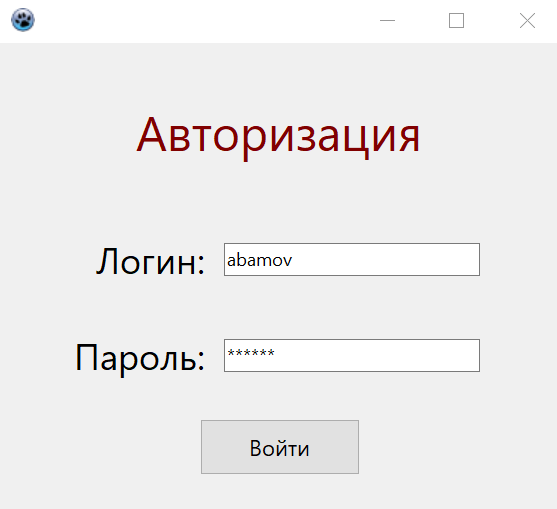 Авторизация
Логин: abamov
Пароль: ******
Войти